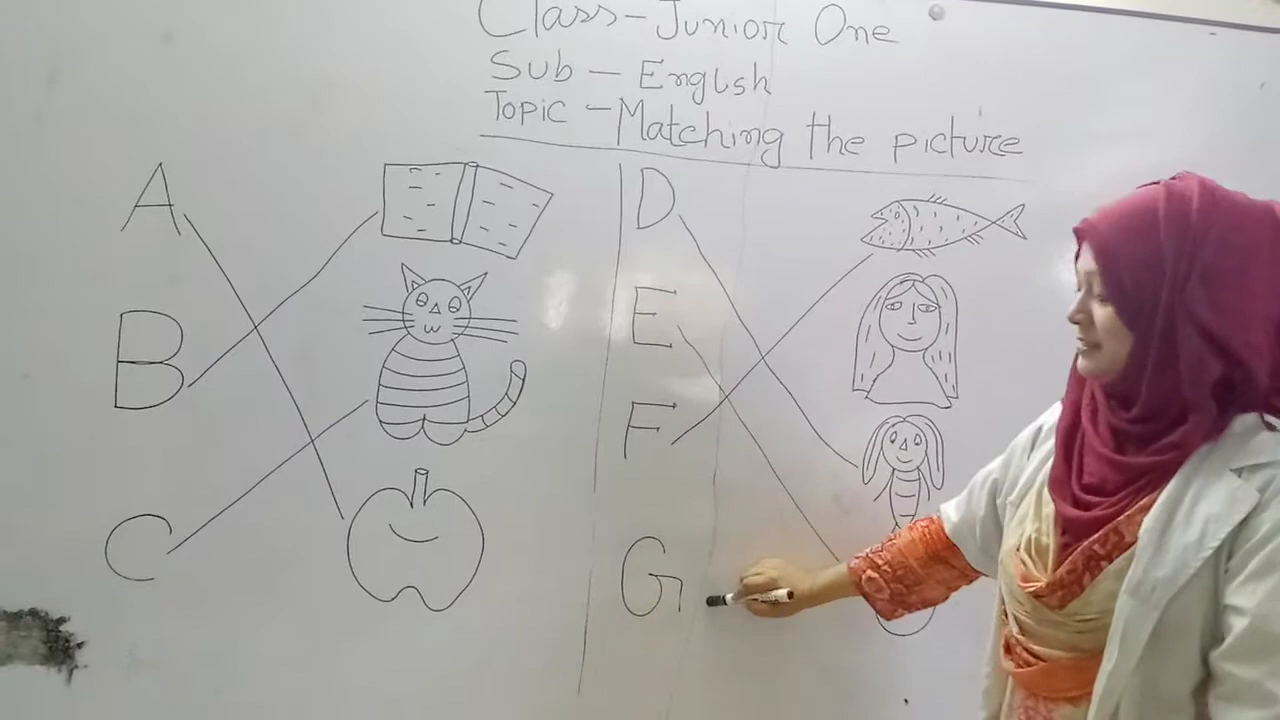 Class - Junior One
Sub - English
Topic - Matching the picture
A
B
C
D
E
F
G